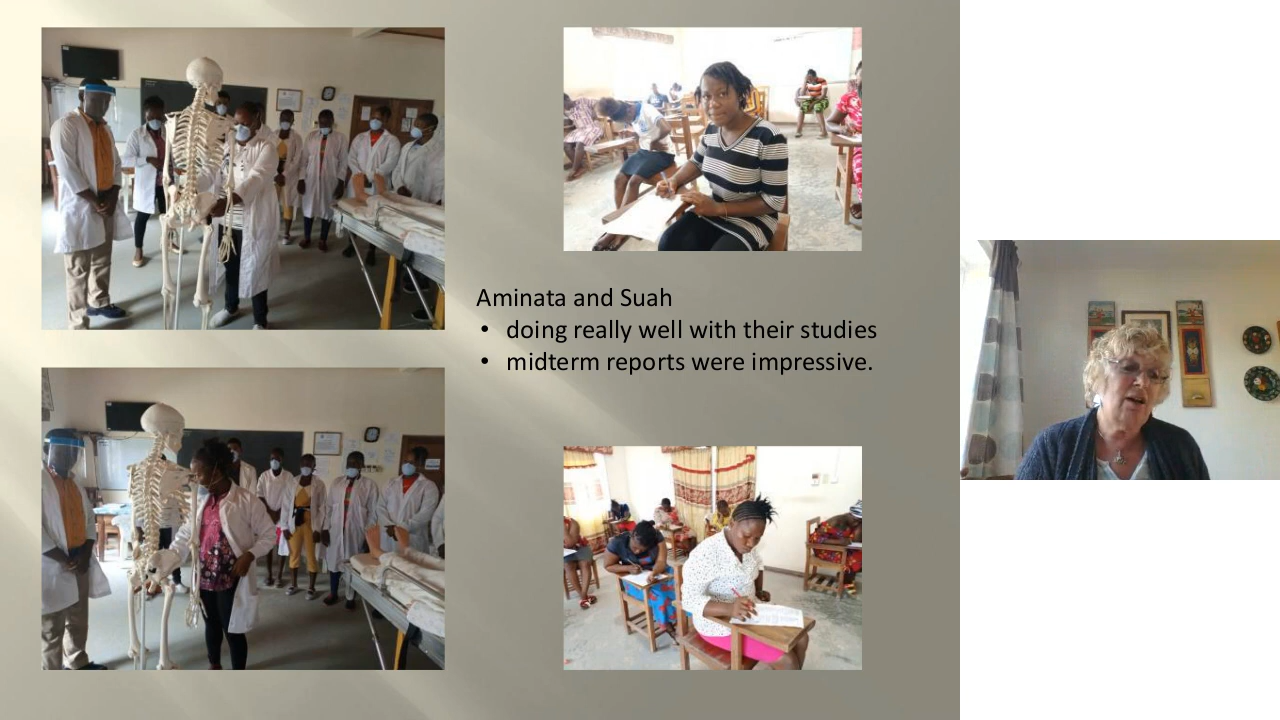 Aminata and Suah
• doing really well with their studies
• midterm reports were impressive.